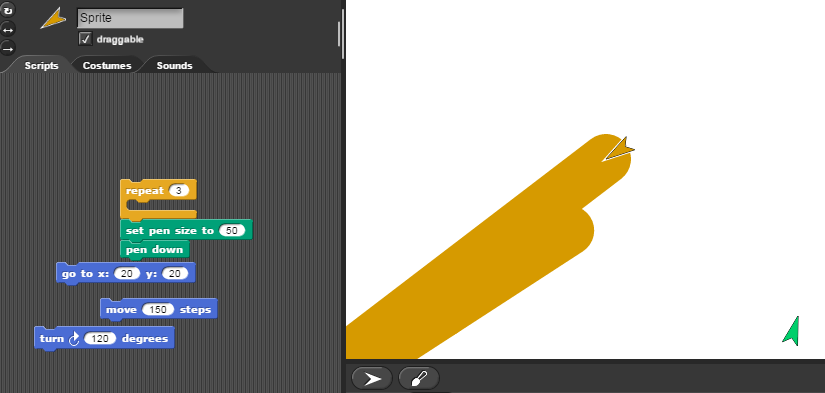 Sprite
draggable
Scripts Costumes Sounds
repeat 3
set pen size to 50
pen down
go to x: 20 y: 20
move 150 steps
turn 120 degrees